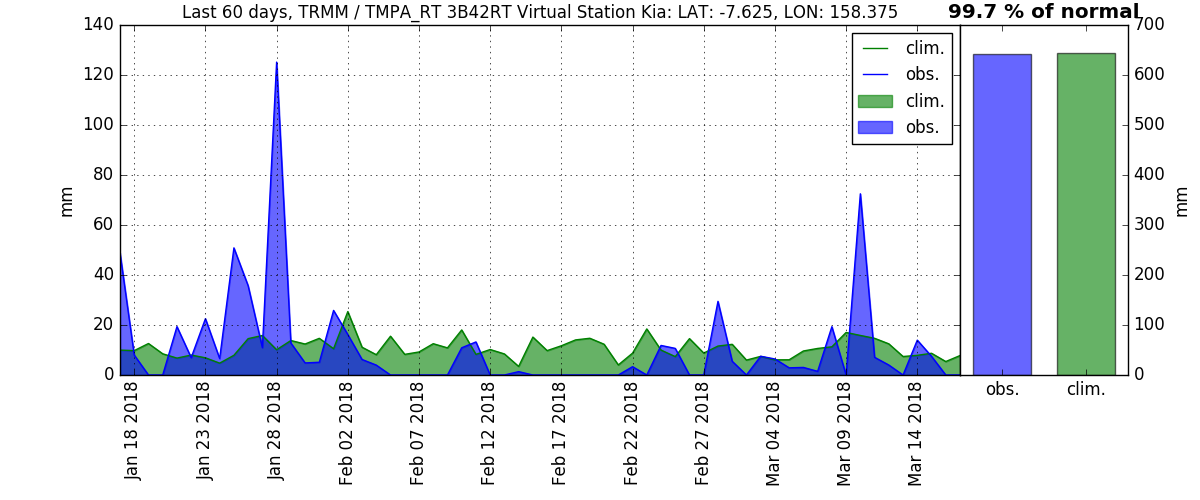 Last 60 days, TRMM / TMPA_RT 3B42RT Virtual Station Kia: LAT: -7.625, LON: 158.375
99.7 % of normal
mm
140
120
100
80
60
40
20
0
clim.
obs.
clim.
obs.
Jan 18 2018
Jan 23 2018
Jan 28 2018
Feb 02 2018
Feb 07 2018
Feb 12 2018
Feb 17 2018
Feb 22 2018
Feb 27 2018
Mar 04 2018
Mar 09 2018
Mar 14 2018
700
600
500
400
300
200
100
0
mm
obs.
clim.